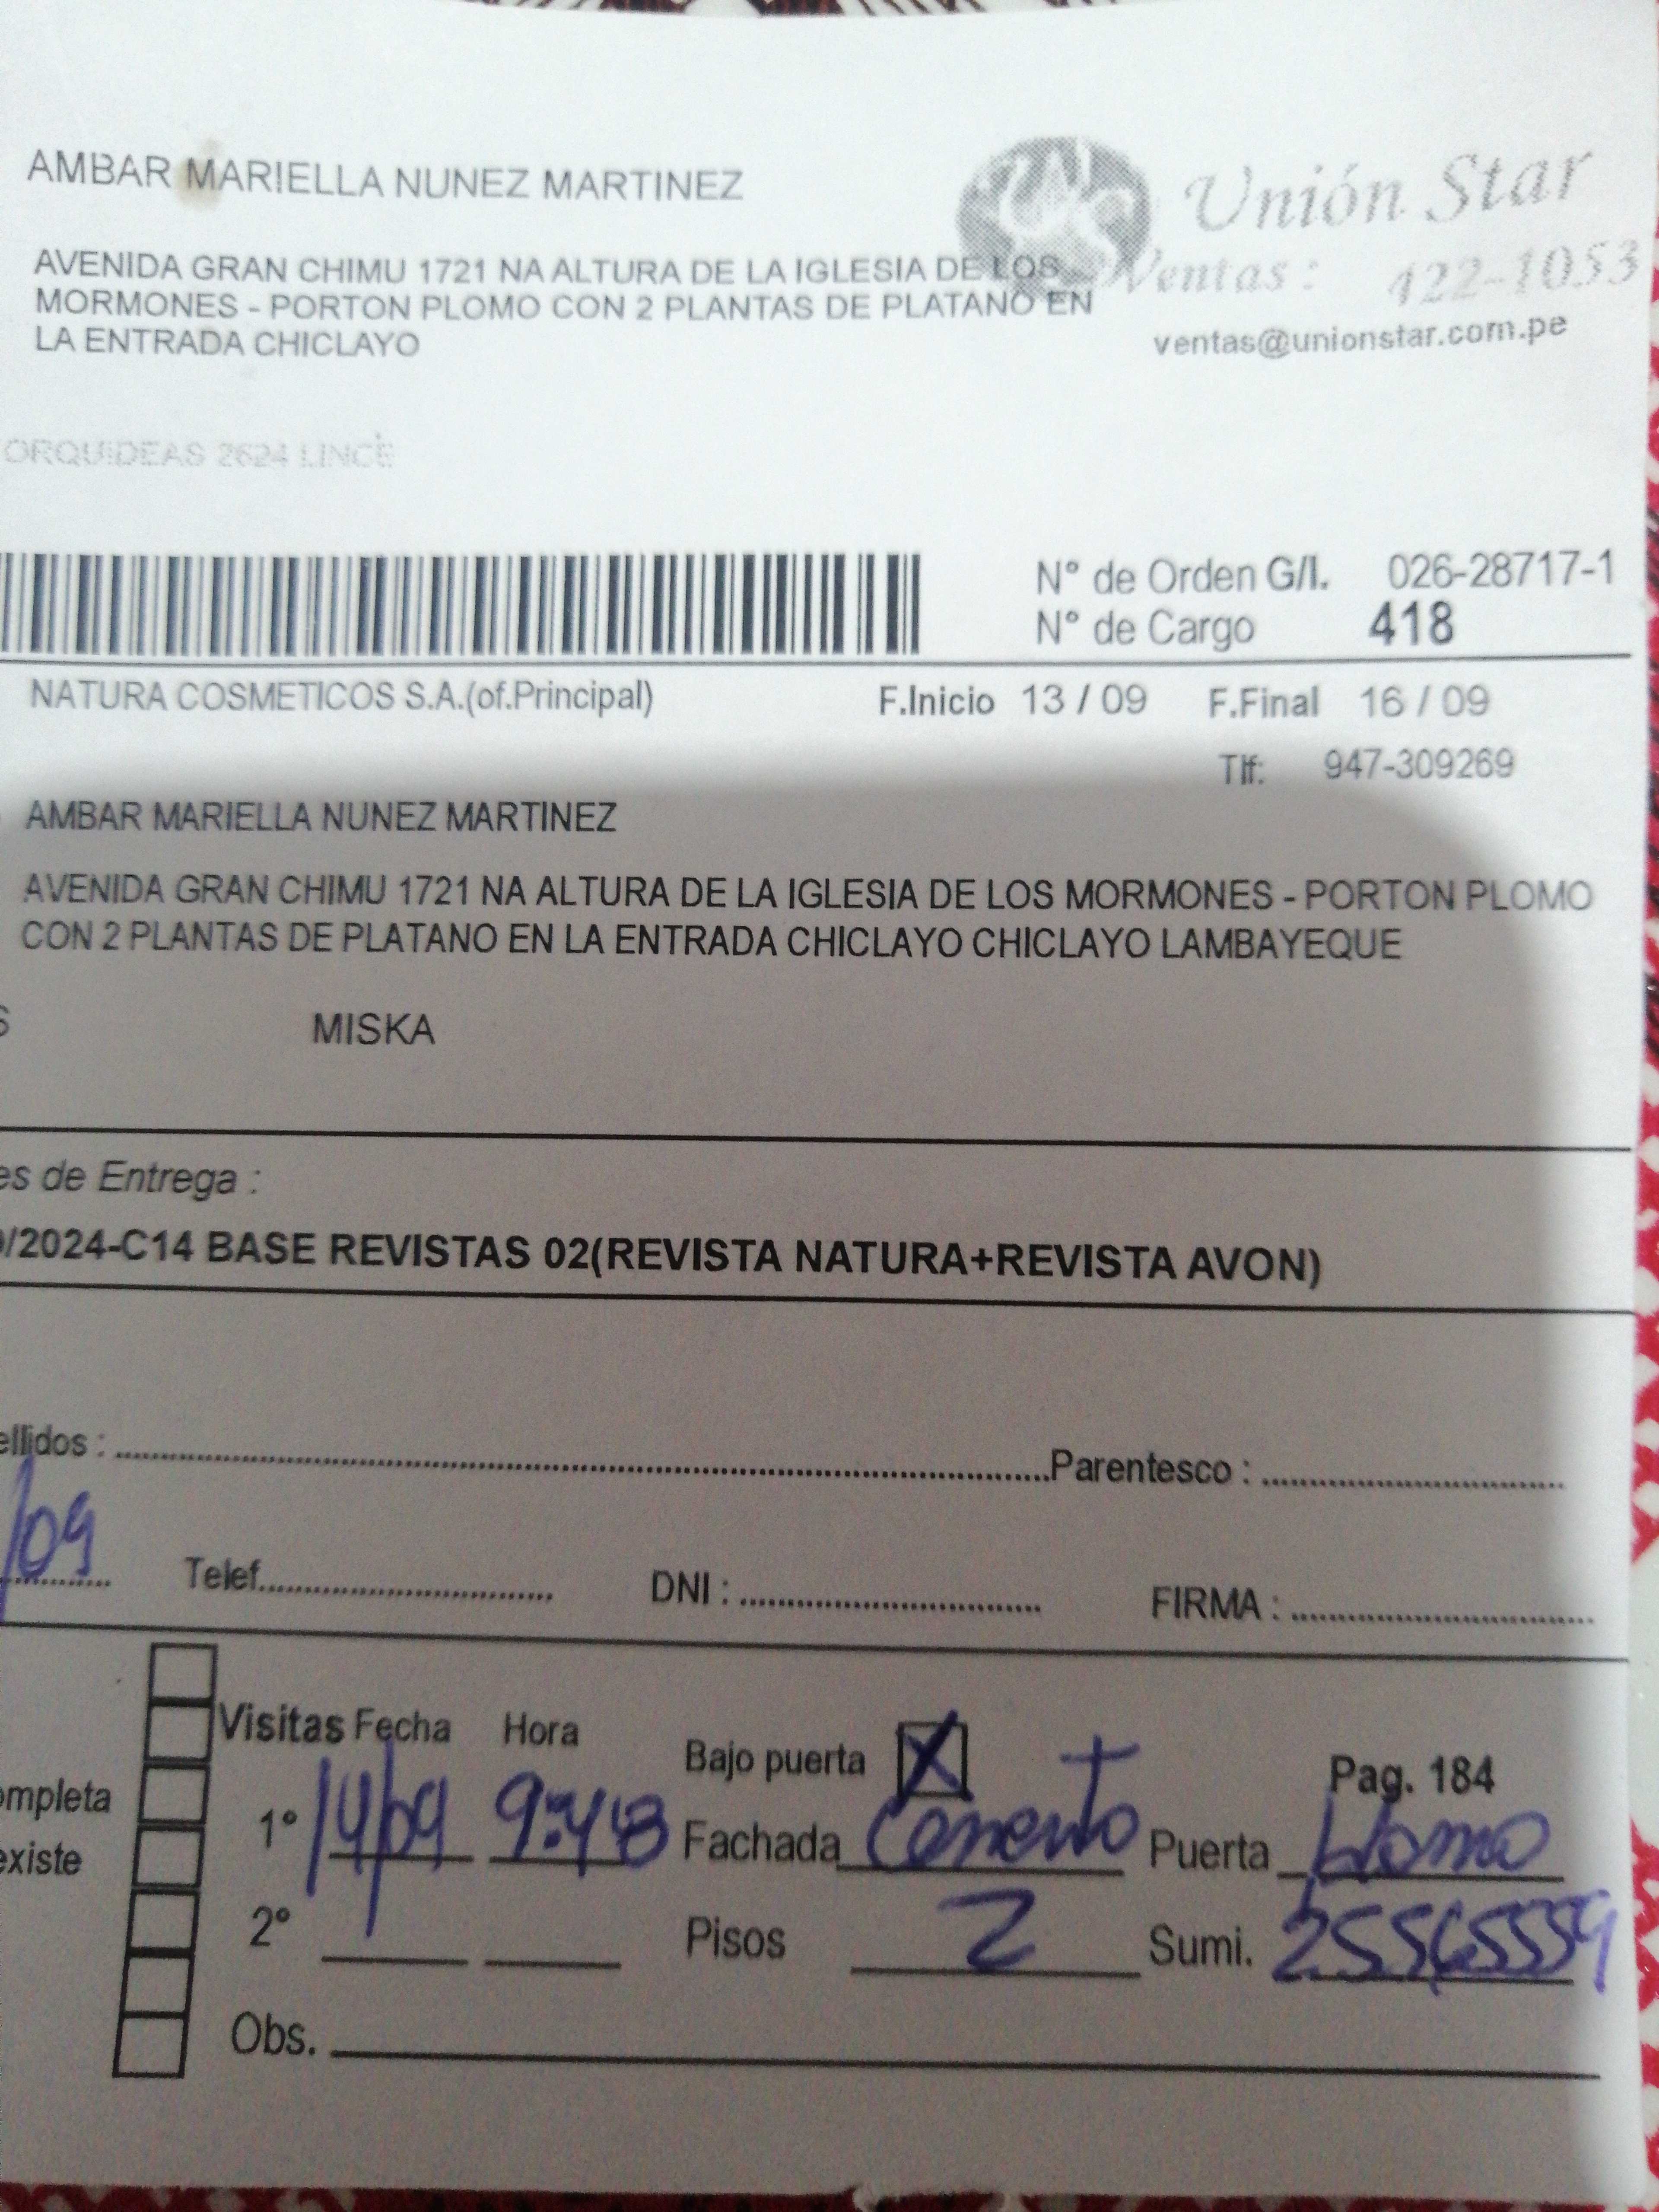 AMBAR MARIELLA NUNEZ MARTINEZ
Unión Star
Ventas : 422-1053
ventas@unionstar.com.pe
AVENIDA GRAN CHIMU 1721 NA ALTURA DE LA IGLESIA DE LOS
MORMONES - PORTON PLOMO CON 2 PLANTAS DE PLATANO EN
LA ENTRADA CHICLAYO
ORQUIDEAS 2624 LINCE
N° de Orden G/I. 026-28717-1
N° de Cargo 418
NATURA COSMETICOS S.A.(of.Principal) F.Inicio 13 / 09 F.Final 16 / 09
Tlf: 947-309269
AMBAR MARIELLA NUNEZ MARTINEZ
AVENIDA GRAN CHIMU 1721 NA ALTURA DE LA IGLESIA DE LOS MORMONES - PORTON PLOMO
CON 2 PLANTAS DE PLATANO EN LA ENTRADA CHICLAYO CHICLAYO LAMBAYEQUE
S MISKA
es de Entrega :
/2024-C14 BASE REVISTAS 02(REVISTA NATURA+REVISTA AVON)
ellidos : Parentesco :
/09 Telef. DNI : FIRMA :
Visitas Fecha Hora Bajo puerta X Pag. 184
ompleta 1° 14/09 9:48 Fachada Cemento Puerta
existe
2° Pisos 2 Sumi. 25565559
Obs.